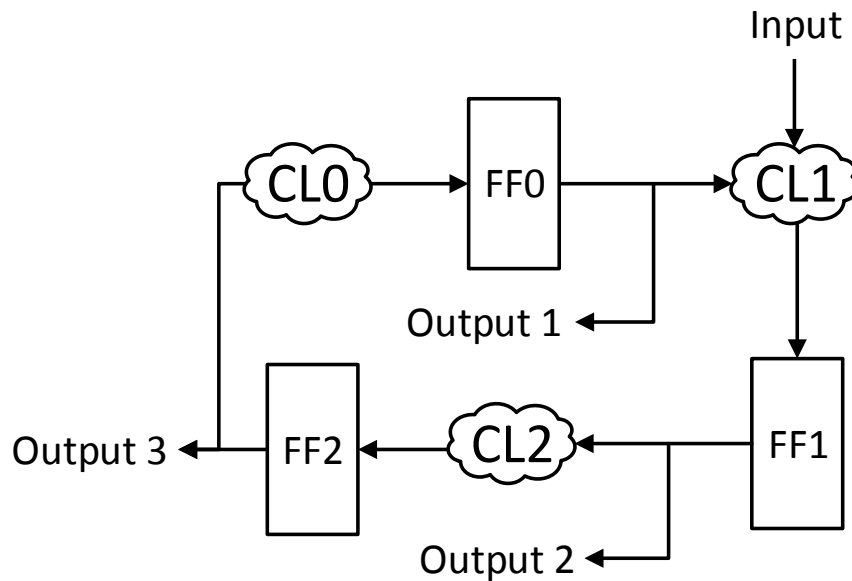 Input
CL0
FF0
CL1
Output 1
Output 3
FF2
CL2
FF1
Output 2